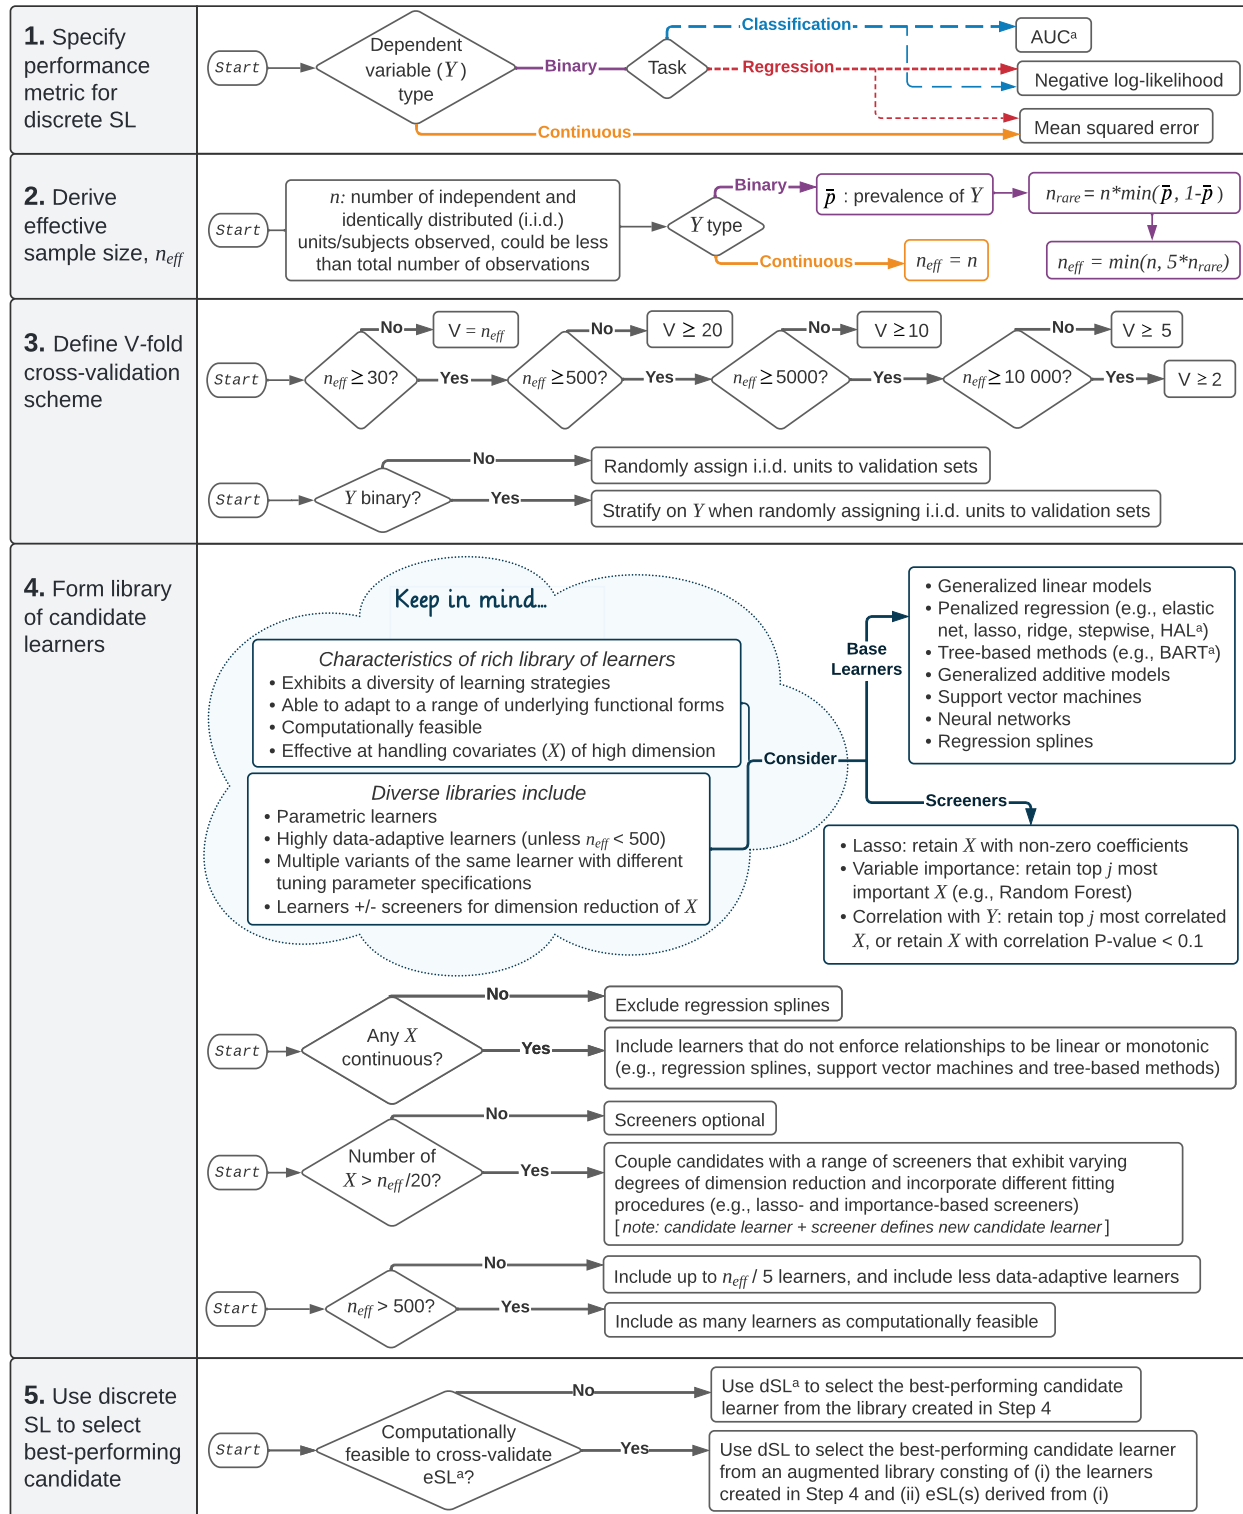 1. Specify
performance
metric for
discrete SL
Start
Dependent
variable (Y)
type
Binary
Task
Classification
Regression
Continuous
AUCᵃ
Negative log-likelihood
Mean squared error
2. Derive
effective
sample size, n_eff
Start
n: number of independent and
identically distributed (i.i.d.)
units/subjects observed, could be less
than total number of observations
Y type
Binary
p̄ : prevalence of Y
n_rare = n*min(p̄, 1-p̄)
n_eff = min(n, 5*n_rare)
Continuous
n_eff = n
3. Define V-fold
cross-validation
scheme
Start
n_eff ≥ 30?
No
V = n_eff
Yes
n_eff ≥ 500?
No
V ≥ 20
Yes
n_eff ≥ 5000?
No
V ≥ 10
Yes
n_eff ≥ 10 000?
No
V ≥ 5
Yes
V ≥ 2
Start
Y binary?
No
Randomly assign i.i.d. units to validation sets
Yes
Stratify on Y when randomly assigning i.i.d. units to validation sets
4. Form library
of candidate
learners
Keep in mind...
Characteristics of rich library of learners
• Exhibits a diversity of learning strategies
• Able to adapt to a range of underlying functional forms
• Computationally feasible
• Effective at handling covariates (X) of high dimension
Diverse libraries include
• Parametric learners
• Highly data-adaptive learners (unless n_eff < 500)
• Multiple variants of the same learner with different
tuning parameter specifications
• Learners +/- screeners for dimension reduction of X
Consider
Base
Learners
• Generalized linear models
• Penalized regression (e.g., elastic
net, lasso, ridge, stepwise, HALᵃ)
• Tree-based methods (e.g., BARTᵃ)
• Generalized additive models
• Support vector machines
• Neural networks
• Regression splines
Screeners
• Lasso: retain X with non-zero coefficients
• Variable importance: retain top j most
important X (e.g., Random Forest)
• Correlation with Y: retain top j most correlated
X, or retain X with correlation P-value < 0.1
Start
Any X
continuous?
No
Exclude regression splines
Yes
Include learners that do not enforce relationships to be linear or monotonic
(e.g., regression splines, support vector machines and tree-based methods)
Start
Number of
X > n_eff /20?
No
Screeners optional
Yes
Couple candidates with a range of screeners that exhibit varying
degrees of dimension reduction and incorporate different fitting
procedures (e.g., lasso- and importance-based screeners)
[note: candidate learner + screener defines new candidate learner]
Start
n_eff > 500?
No
Include up to n_eff / 5 learners, and include less data-adaptive learners
Yes
Include as many learners as computationally feasible
5. Use discrete
SL to select
best-performing
candidate
Start
Computationally
feasible to cross-validate
eSLᵃ?
No
Use dSLᵃ to select the best-performing candidate
learner from the library created in Step 4
Yes
Use dSL to select the best-performing candidate learner
from an augmented library consting of (i) the learners
created in Step 4 and (ii) eSL(s) derived from (i)